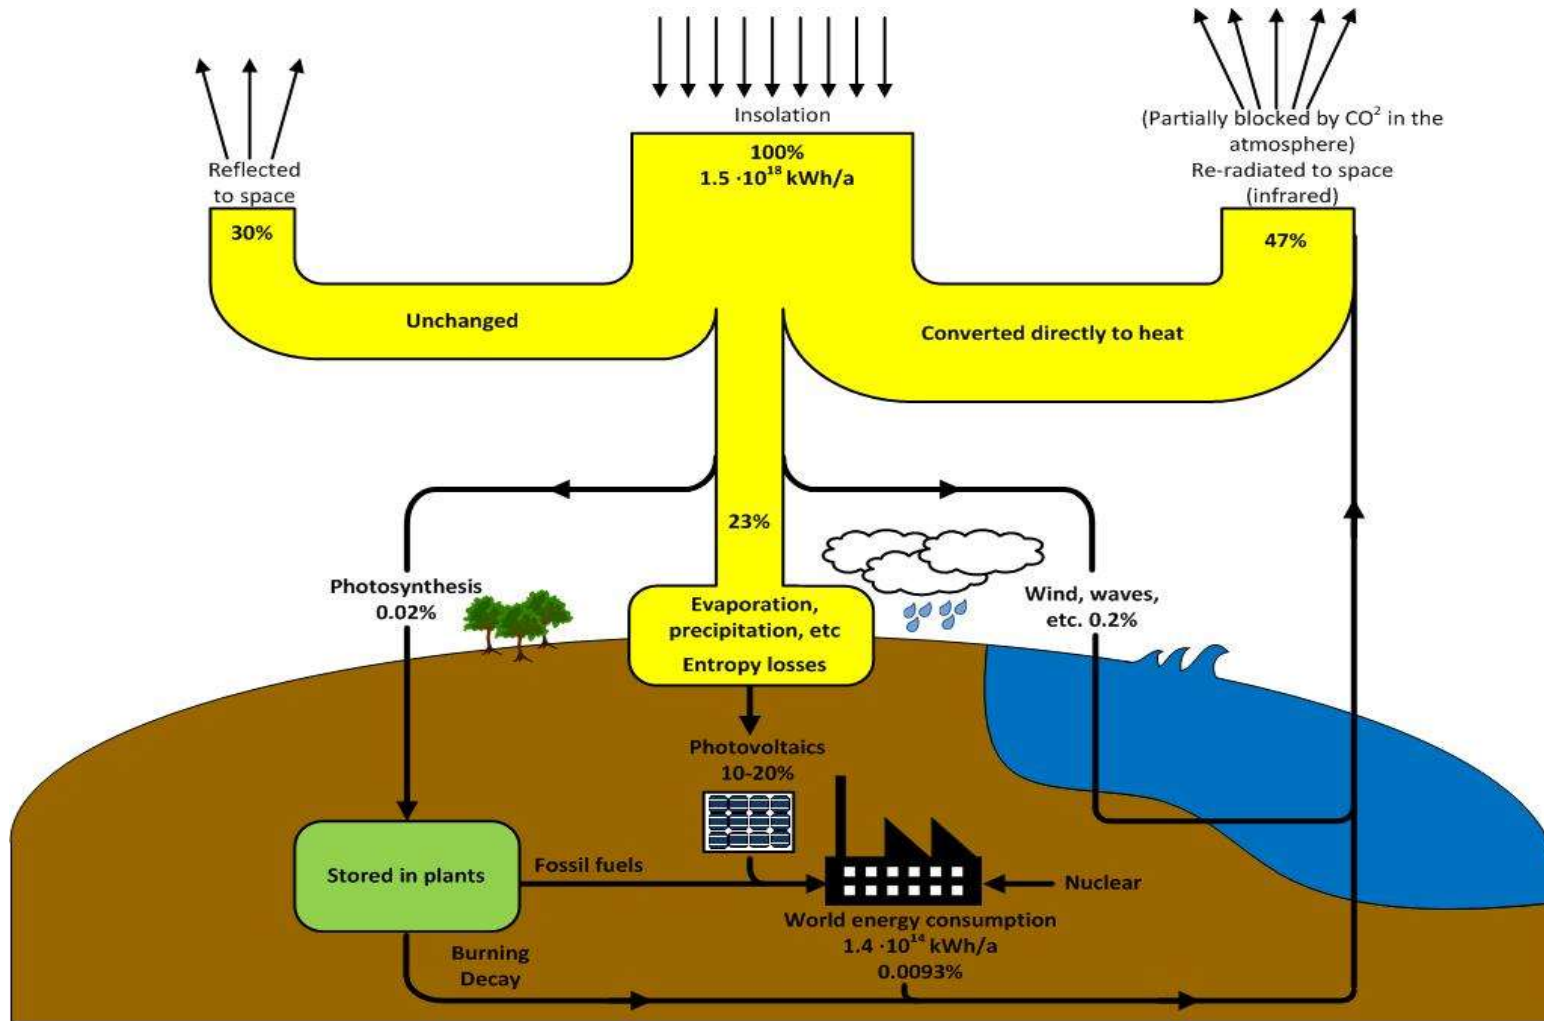 Insolation
100%
1.5 ·10¹⁸ kWh/a
Reflected
to space
30%
(Partially blocked by CO² in the
atmosphere)
Re-radiated to space
(infrared)
47%
Unchanged
Converted directly to heat
23%
Photosynthesis
0.02%
Evaporation,
precipitation, etc
Entropy losses
Wind, waves,
etc. 0.2%
Photovoltaics
10-20%
Stored in plants
Fossil fuels
Nuclear
World energy consumption
1.4 ·10¹⁴ kWh/a
0.0093%
Burning
Decay